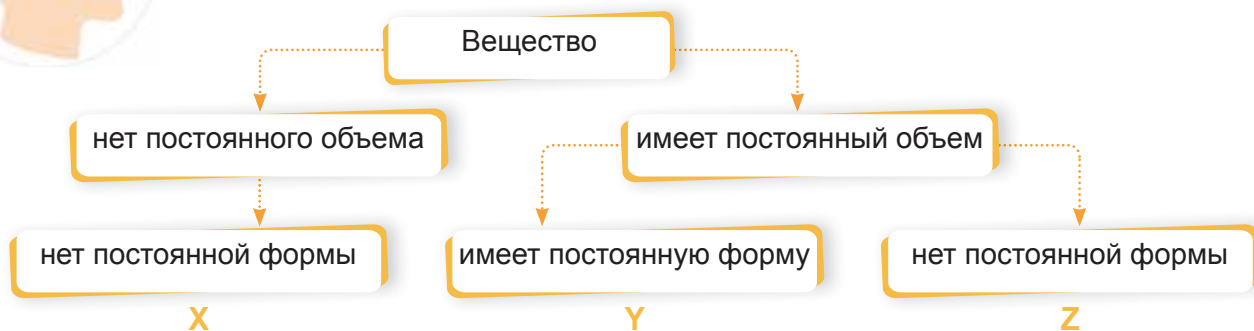 Вещество
нет постоянного объема
имеет постоянный объем
нет постоянной формы
имеет постоянную форму
нет постоянной формы
X
Y
Z